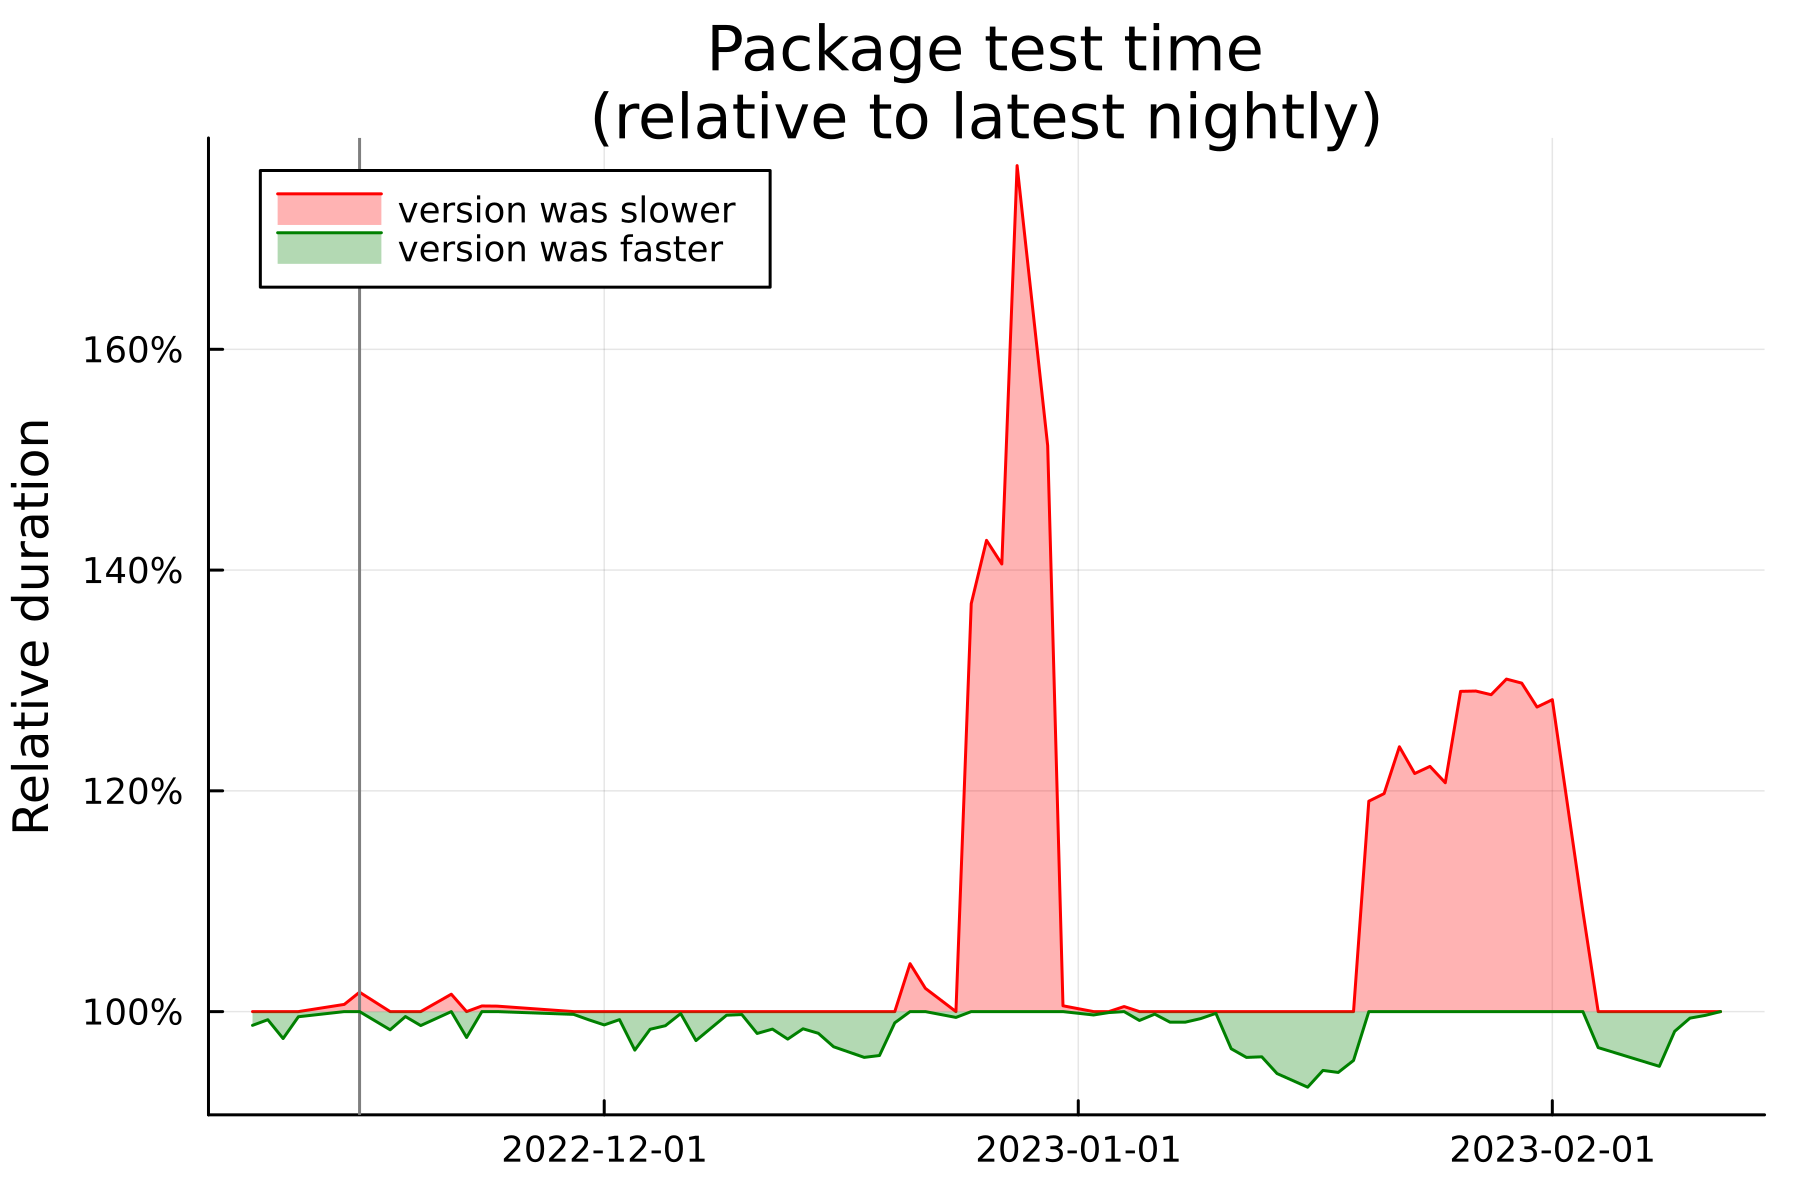 Package test time
(relative to latest nightly)
version was slower
version was faster
Relative duration
160%
140%
120%
100%
2022-12-01
2023-01-01
2023-02-01